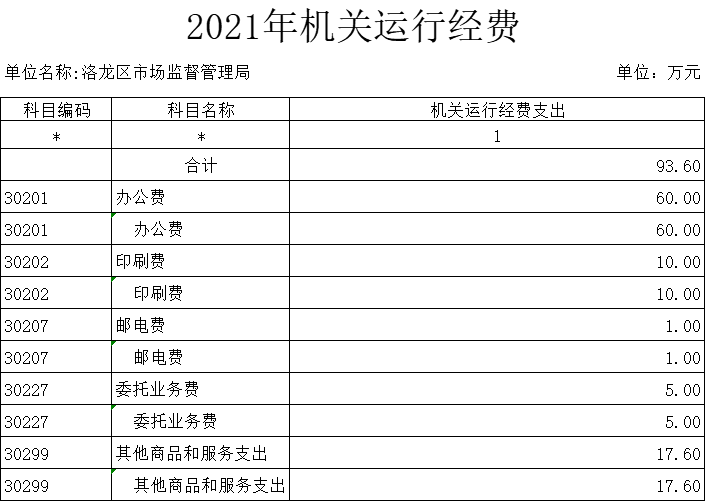 2021年机关运行经费
单位名称:洛龙区市场监督管理局 单位：万元
科目编码 科目名称 机关运行经费支出
* * 1
合计 93.60
30201 办公费 60.00
30201 办公费 60.00
30202 印刷费 10.00
30202 印刷费 10.00
30207 邮电费 1.00
30207 邮电费 1.00
30227 委托业务费 5.00
30227 委托业务费 5.00
30299 其他商品和服务支出 17.60
30299 其他商品和服务支出 17.60